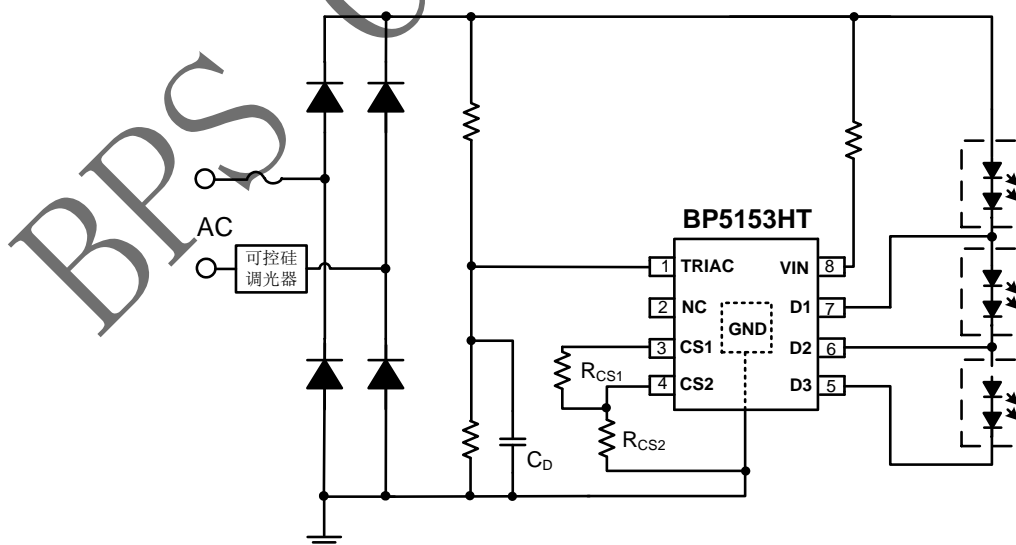 BPS C
AC
可控硅
调光器
BP5153HT
1 TRIAC
2 NC
3 CS1
4 CS2
GND
VIN 8
D1 7
D2 6
D3 5
RCS1
RCS2
CD